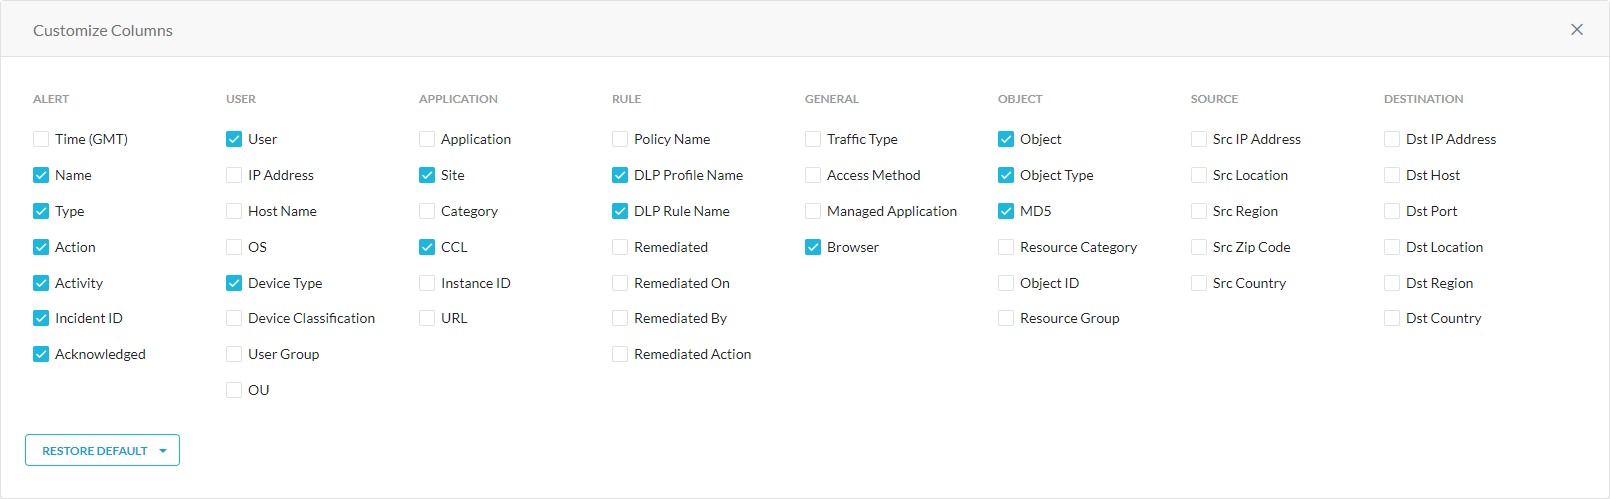 Customize Columns
ALERT USER APPLICATION RULE GENERAL OBJECT SOURCE DESTINATION
Time (GMT) User Application Policy Name Traffic Type Object Src IP Address Dst IP Address
Name IP Address Site DLP Profile Name Access Method Object Type Src Location Dst Host
Type Host Name Category DLP Rule Name Managed Application MD5 Src Region Dst Port
Action OS CCL Remediated Browser Resource Category Src Zip Code Dst Location
Activity Device Type Instance ID Remediated On Object ID Src Country Dst Region
Incident ID Device Classification URL Remediated By Resource Group Dst Country
Acknowledged User Group Remediated Action
OU
RESTORE DEFAULT